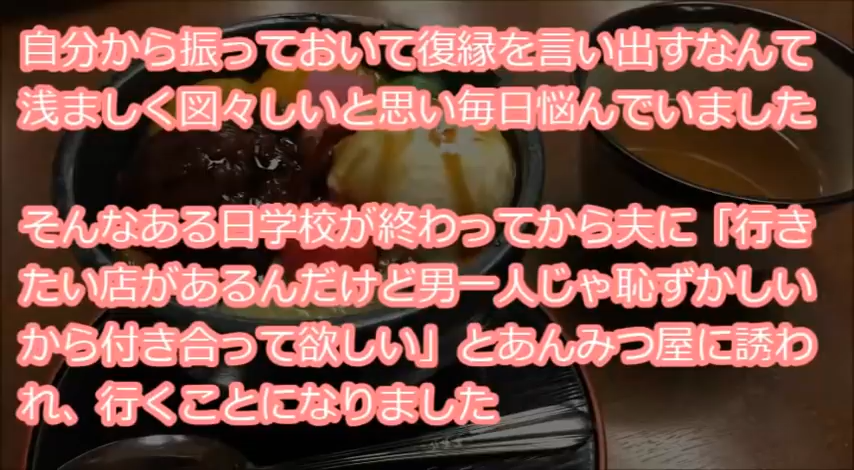 自分から振っておいて復縁を言い出すなんて
浅ましく図々しいと思い毎日悩んでいました
そんなある日学校が終わってから夫に「行き
たい店があるんだけど男一人じゃ恥ずかしい
から付き合って欲しい」とあんみつ屋に誘わ
れ、行くことになりました